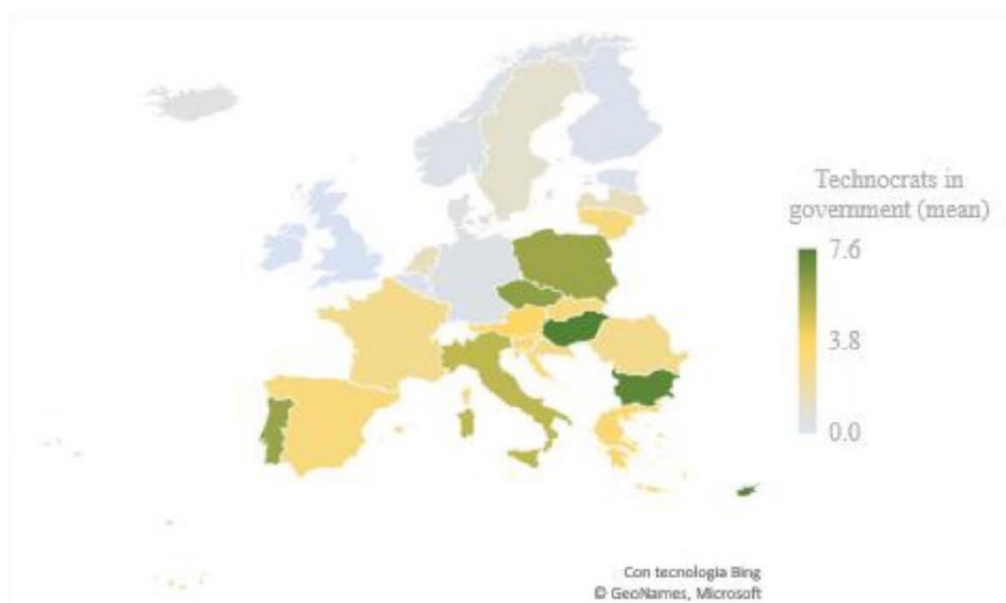 Technocrats in
government (mean)
7.6
3.8
0.0
Con tecnologia Bing
© GeoNames, Microsoft